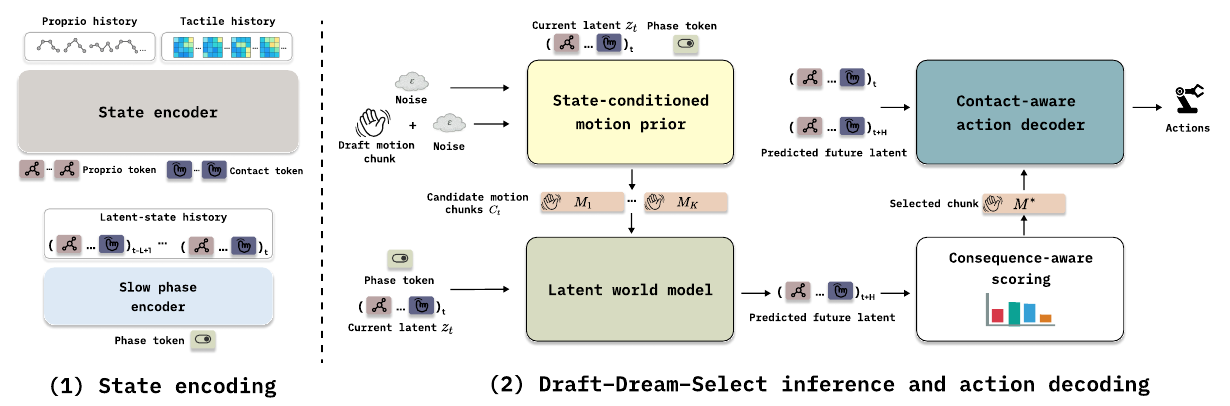 Proprio history
Tactile history
...
... ... ... ...
State encoder
... Proprio token
... Contact token
Latent-state history
( ... )t-L+1 ... ( ... )t
Slow phase
encoder
Phase token
(1) State encoding
Current latent zt
Phase token
( ... )t
ε
Noise
+
ε
Draft motion
chunk
Noise
State-conditioned
motion prior
Candidate motion
chunks Ct
M1 ... MK
Phase token
( ... )t
Current latent zt
Latent world model
( ... )t+H
Predicted future latent
( ... )t
( ... )t+H
Predicted future latent
Contact-aware
action decoder
Actions
Selected chunk
M*
Consequence-aware
scoring
(2) Draft–Dream–Select inference and action decoding